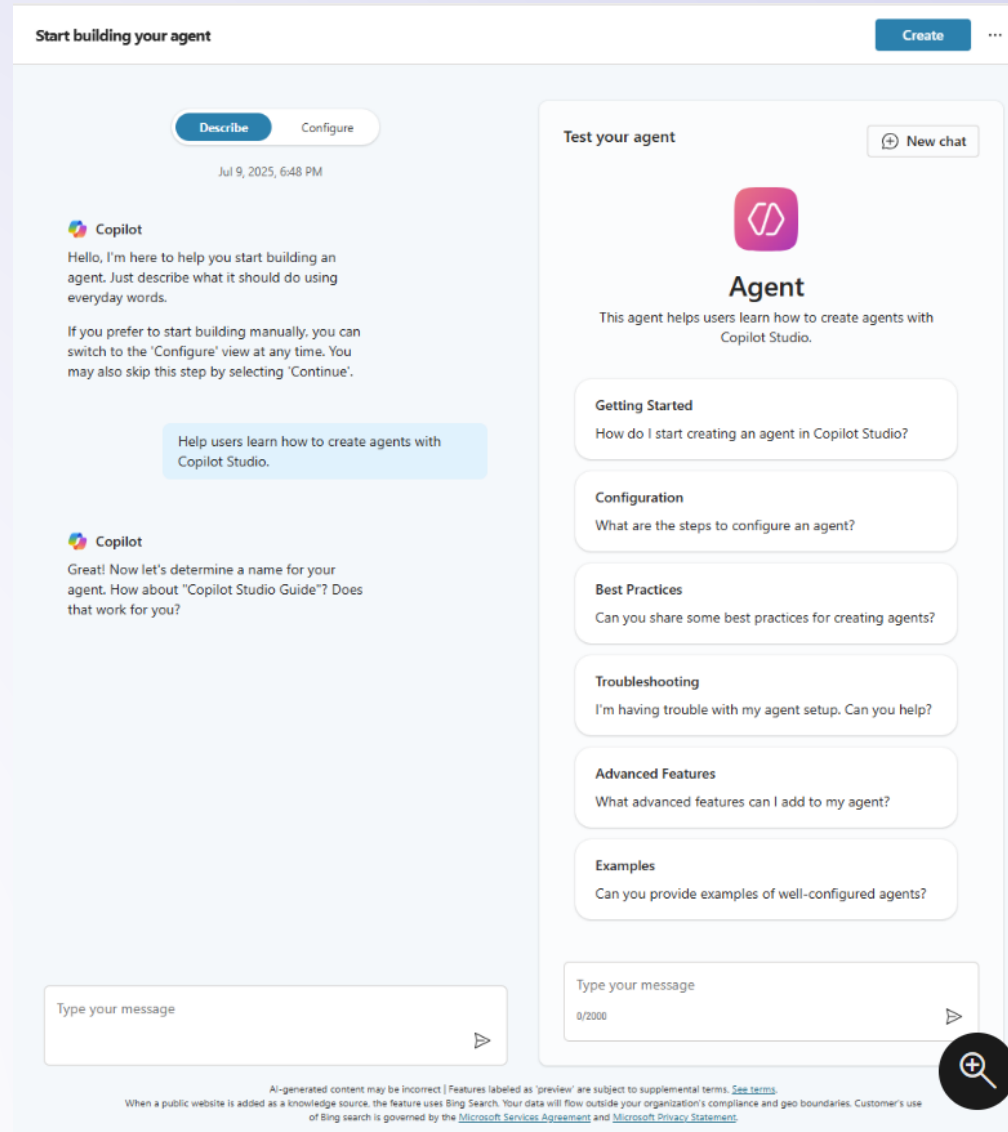 Start building your agent
Create
...
Describe
Configure
Jul 9, 2025, 6:48 PM
Copilot
Hello, I'm here to help you start building an
agent. Just describe what it should do using
everyday words.
If you prefer to start building manually, you can
switch to the 'Configure' view at any time. You
may also skip this step by selecting 'Continue'.
Help users learn how to create agents with
Copilot Studio.
Copilot
Great! Now let's determine a name for your
agent. How about "Copilot Studio Guide"? Does
that work for you?
Type your message
Test your agent
New chat
Agent
This agent helps users learn how to create agents with
Copilot Studio.
Getting Started
How do I start creating an agent in Copilot Studio?
Configuration
What are the steps to configure an agent?
Best Practices
Can you share some best practices for creating agents?
Troubleshooting
I'm having trouble with my agent setup. Can you help?
Advanced Features
What advanced features can I add to my agent?
Examples
Can you provide examples of well-configured agents?
Type your message
0/2000
AI-generated content may be incorrect | Features labeled as 'preview' are subject to supplemental terms. See terms.
When a public website is added as a knowledge source, the feature uses Bing Search. Your data will flow outside your organization's compliance and geo boundaries. Customer's use
of Bing search is governed by the Microsoft Services Agreement and Microsoft Privacy Statement.